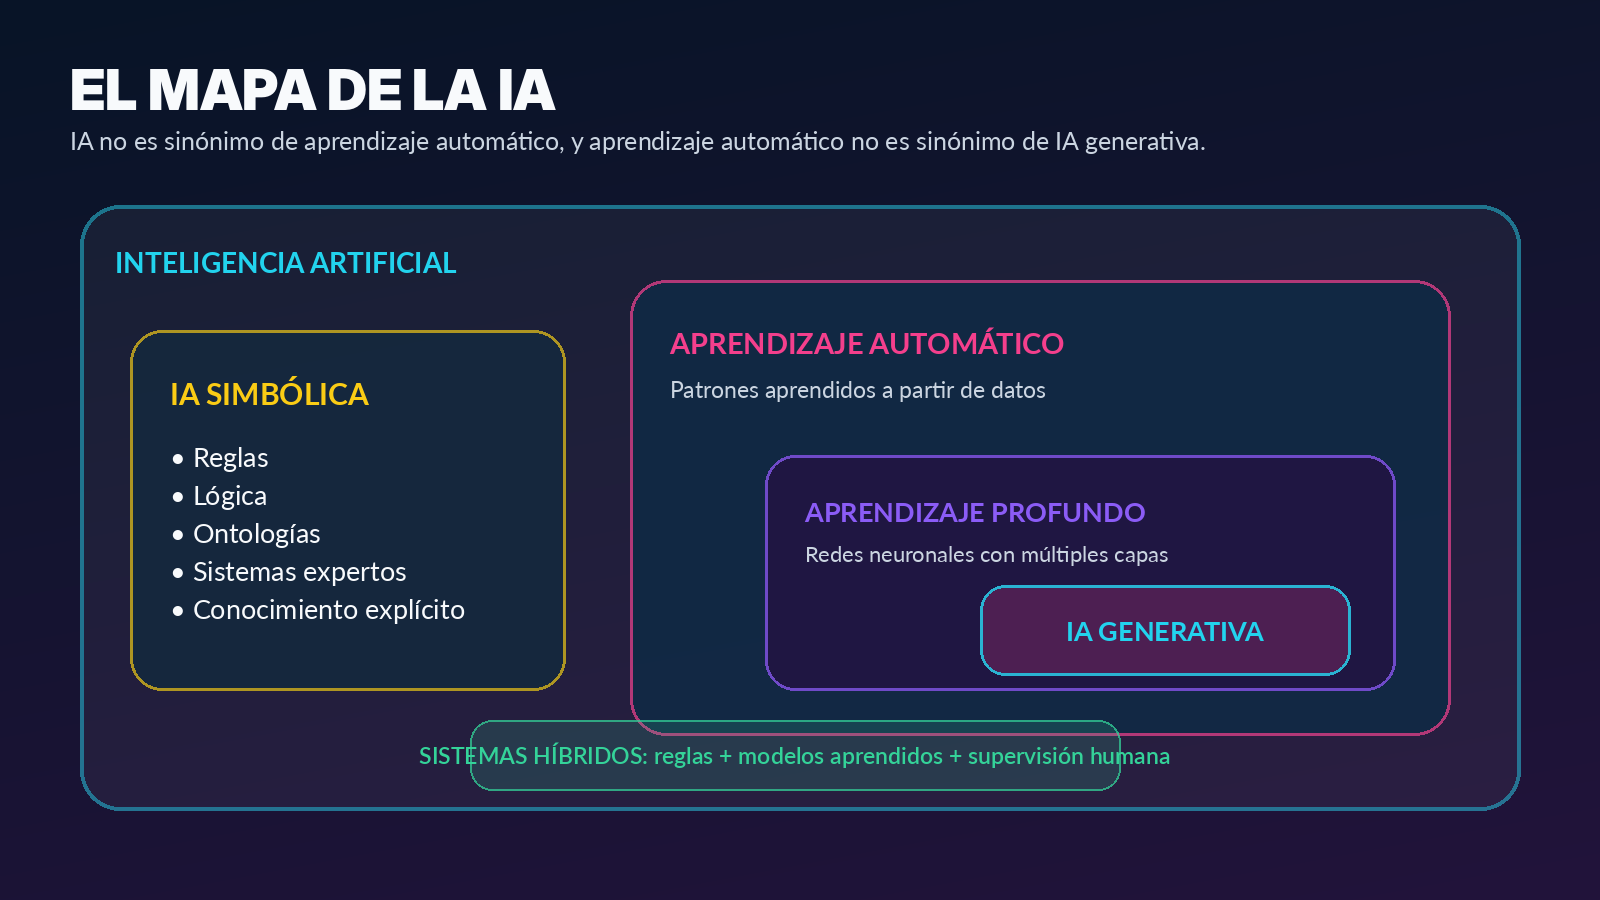 EL MAPA DE LA IA
IA no es sinónimo de aprendizaje automático, y aprendizaje automático no es sinónimo de IA generativa.
INTELIGENCIA ARTIFICIAL
IA SIMBÓLICA
• Reglas
• Lógica
• Ontologías
• Sistemas expertos
• Conocimiento explícito
APRENDIZAJE AUTOMÁTICO
Patrones aprendidos a partir de datos
APRENDIZAJE PROFUNDO
Redes neuronales con múltiples capas
IA GENERATIVA
SISTEMAS HÍBRIDOS: reglas + modelos aprendidos + supervisión humana